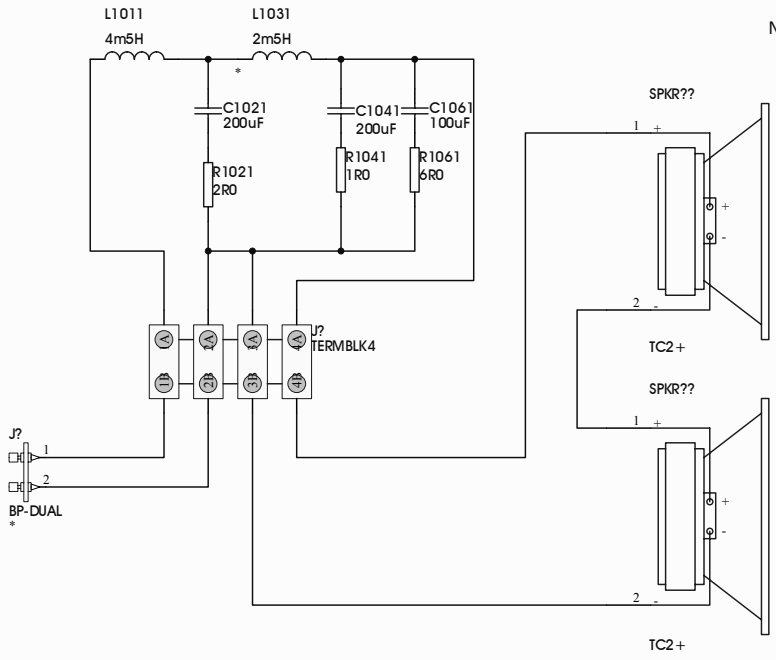 L1011
4m5H
L1031
2m5H
*
C1021
200uF
C1041
200uF
C1061
100uF
R1021
2R0
R1041
1R0
R1061
6R0
1A
2A
3A
4A
1B
2B
3B
4B
J?
TERMBLK4
J?
1
2
BP-DUAL
*
N
SPKR??
1 +
+
-
2 -
TC2+
SPKR??
1 +
+
-
2 -
TC2+